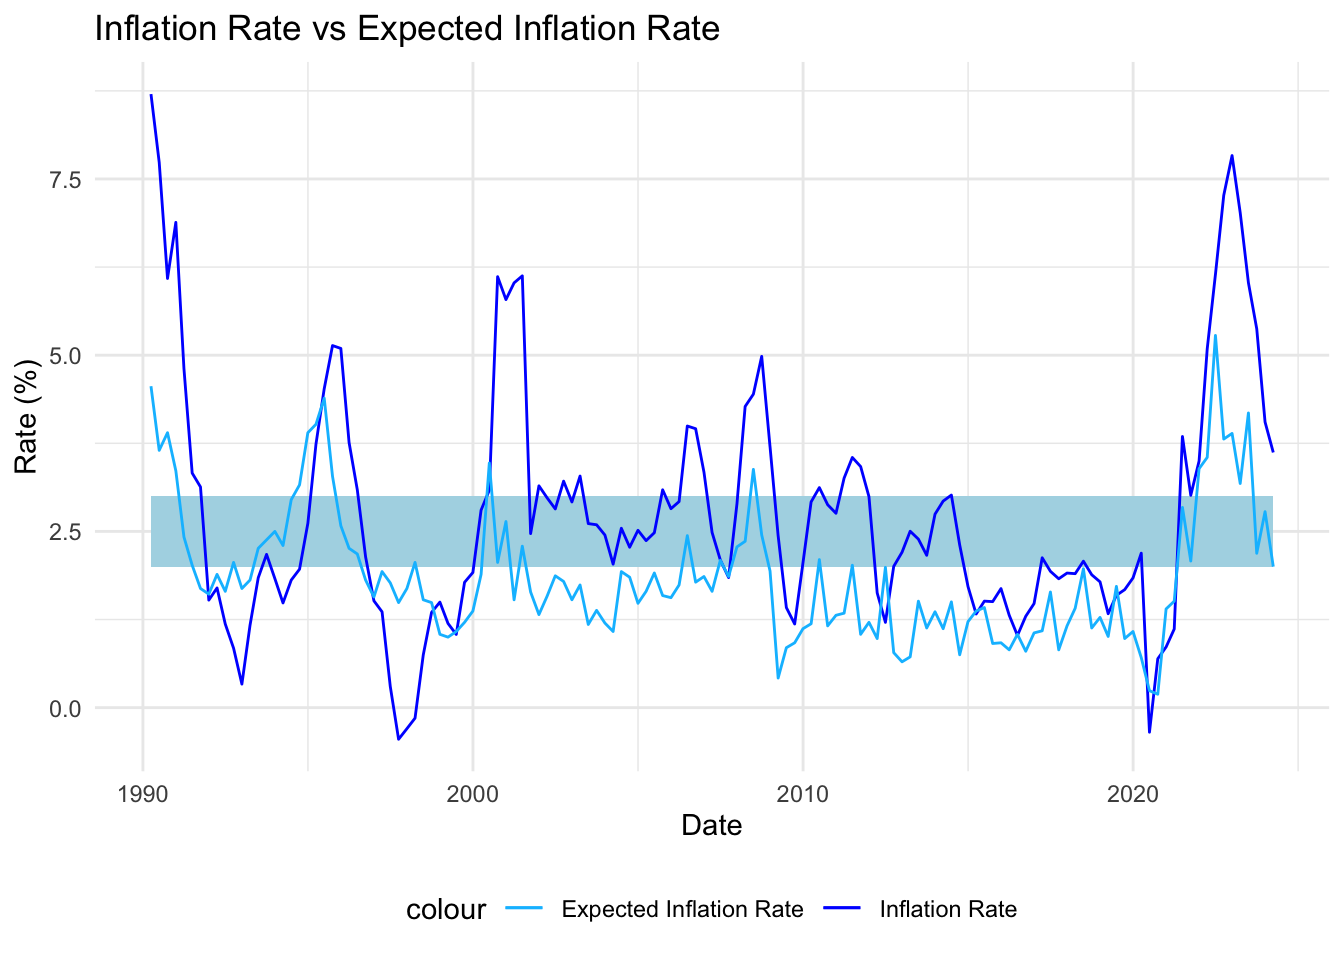 Inflation Rate vs Expected Inflation Rate
Rate (%)
7.5
5.0
2.5
0.0
1990 2000 2010 2020
Date
colour Expected Inflation Rate Inflation Rate